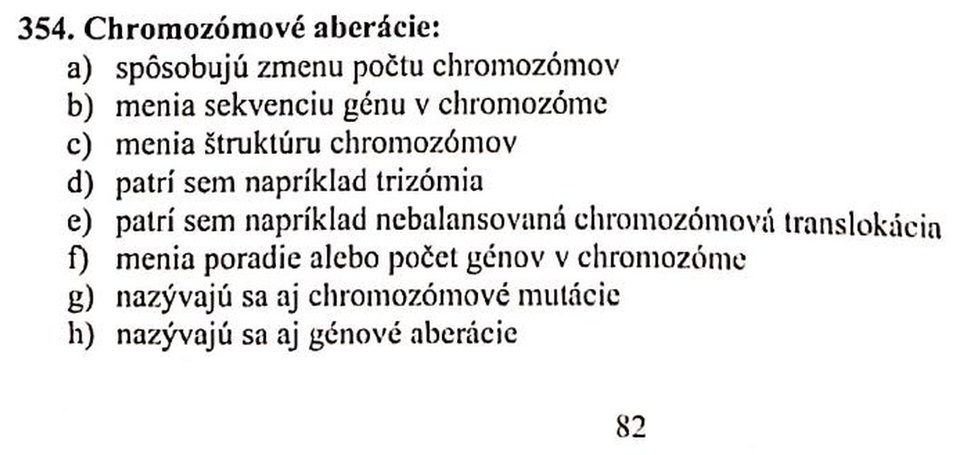 354. Chromozómové aberácie:
a) spôsobujú zmenu počtu chromozómov
b) menia sekvenciu génu v chromozóme
c) menia štruktúru chromozómov
d) patrí sem napríklad trizómia
e) patrí sem napríklad nebalansovaná chromozómová translokácia
f) menia poradie alebo počet génov v chromozóme
g) nazývajú sa aj chromozómové mutácie
h) nazývajú sa aj génové aberácie
82